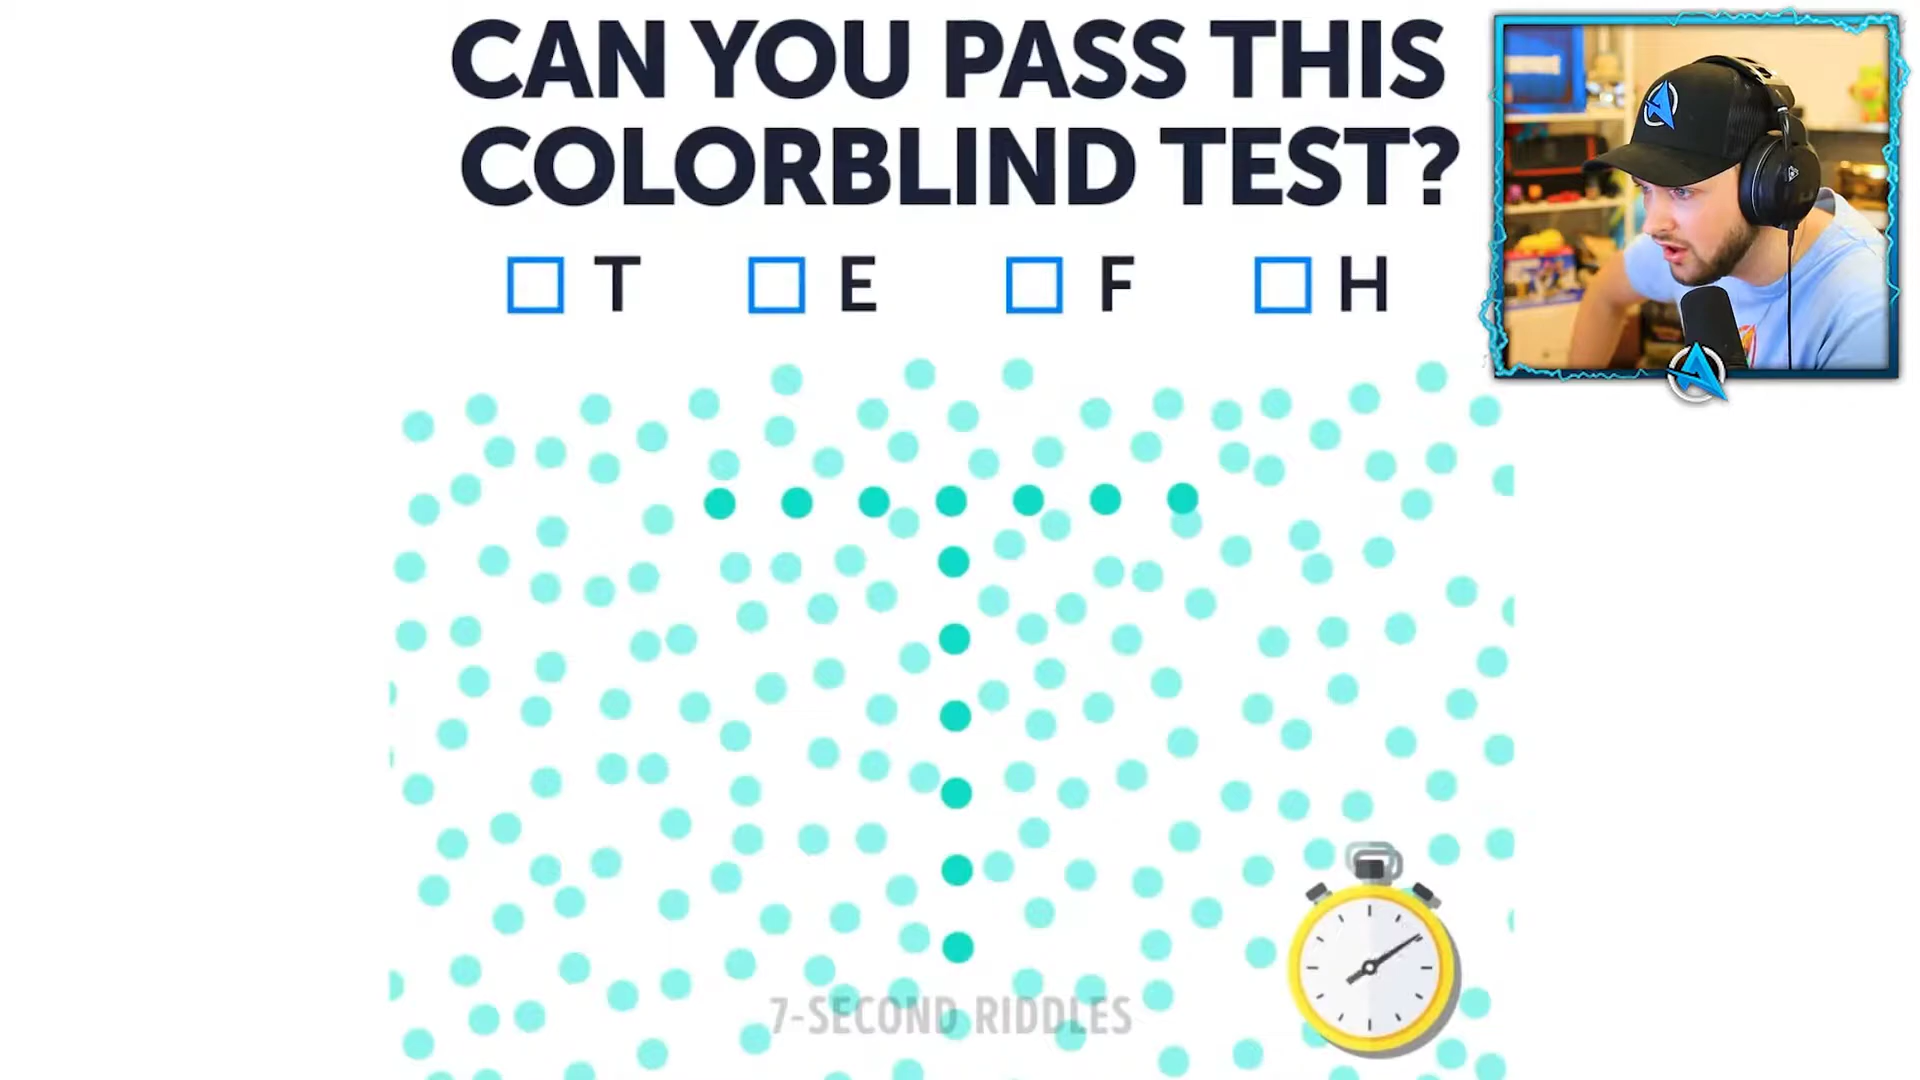 CAN YOU PASS THIS
COLORBLIND TEST?
T E F H
7-SECOND RIDDLES